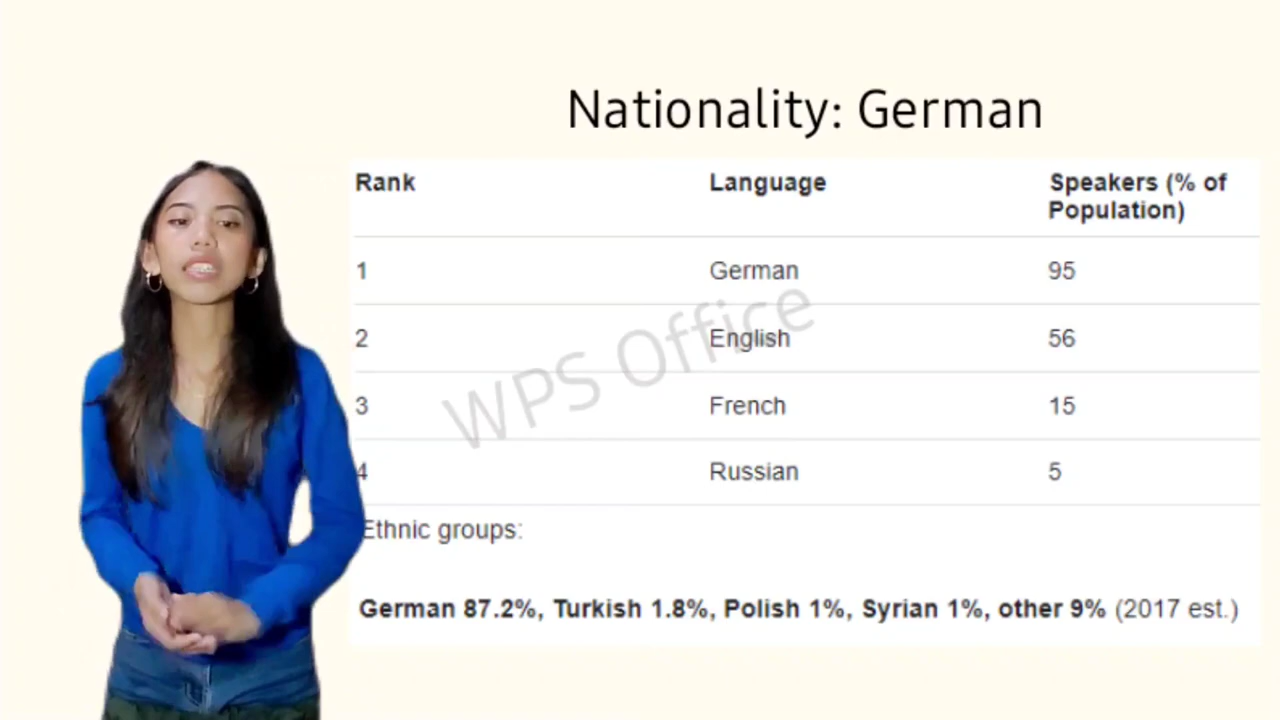 Nationality: German
Rank Language Speakers (% of
Population)
1 German 95
2 English 56
3 French 15
4 Russian 5
WPS Office
Ethnic groups:
German 87.2%, Turkish 1.8%, Polish 1%, Syrian 1%, other 9% (2017 est.)